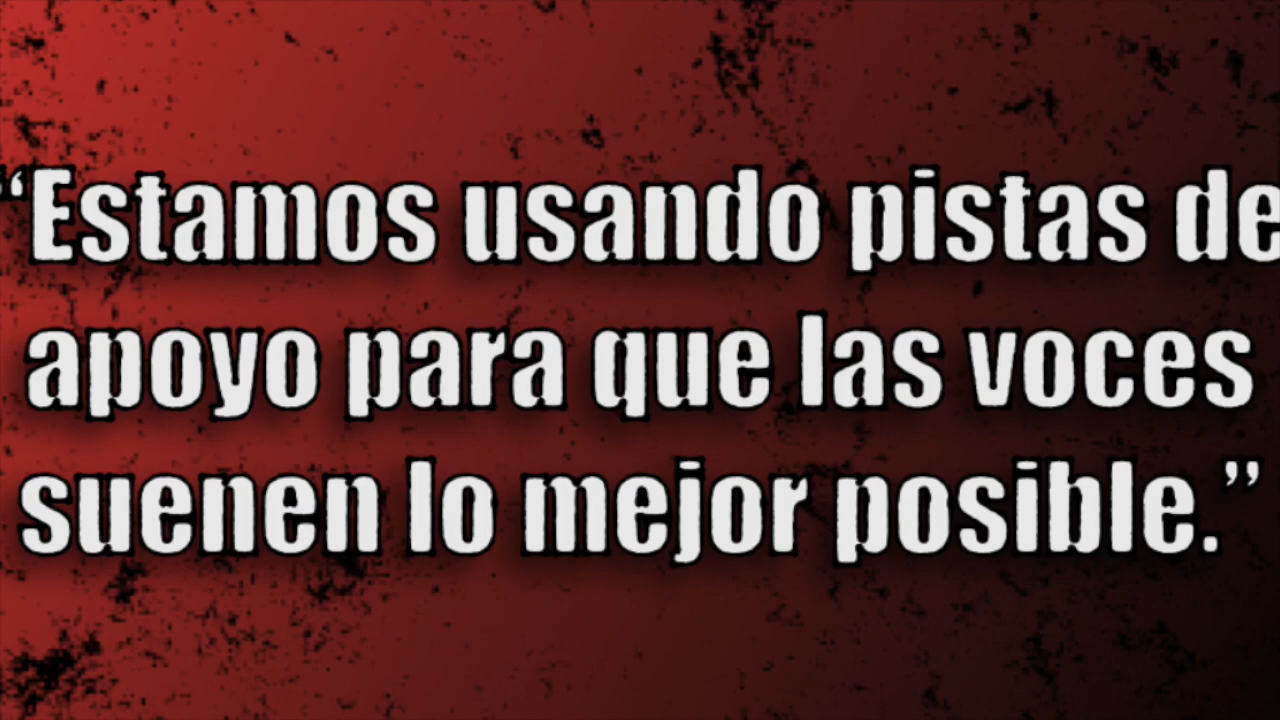 “Estamos usando pistas de
apoyo para que las voces
suenen lo mejor posible.”